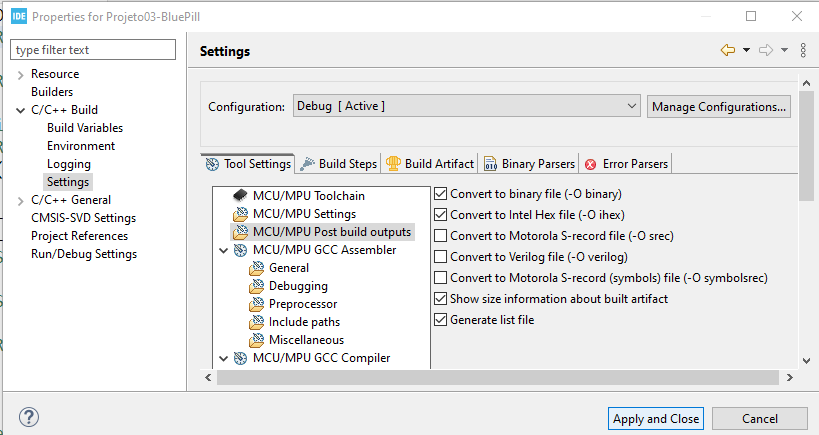 IDE Properties for Projeto03-BluePill
type filter text
Resource
Builders
C/C++ Build
Build Variables
Environment
Logging
Settings
C/C++ General
CMSIS-SVD Settings
Project References
Run/Debug Settings
Settings
Configuration: Debug [ Active ] Manage Configurations...
Tool Settings Build Steps Build Artifact Binary Parsers Error Parsers
MCU/MPU Toolchain
MCU/MPU Settings
MCU/MPU Post build outputs
MCU/MPU GCC Assembler
General
Debugging
Preprocessor
Include paths
Miscellaneous
MCU/MPU GCC Compiler
Convert to binary file (-O binary)
Convert to Intel Hex file (-O ihex)
Convert to Motorola S-record file (-O srec)
Convert to Verilog file (-O verilog)
Convert to Motorola S-record (symbols) file (-O symbolsrec)
Show size information about built artifact
Generate list file
Apply and Close Cancel